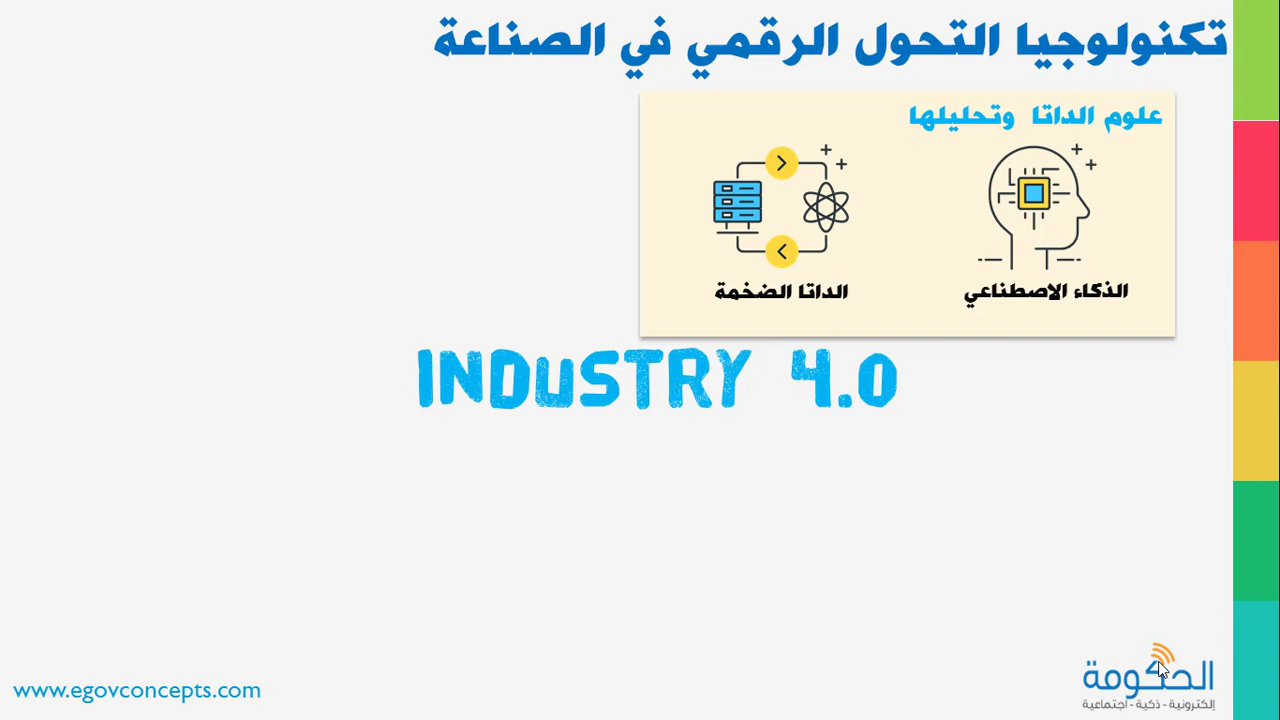 تكنولوجيا التحول الرقمي في الصناعة
علوم الداتا وتحليلها
الذكاء الاصطناعي
الداتا الضخمة
INDUSTRY 4.0
الحكومة
إلكترونية - ذكية - اجتماعية
www.egovconcepts.com